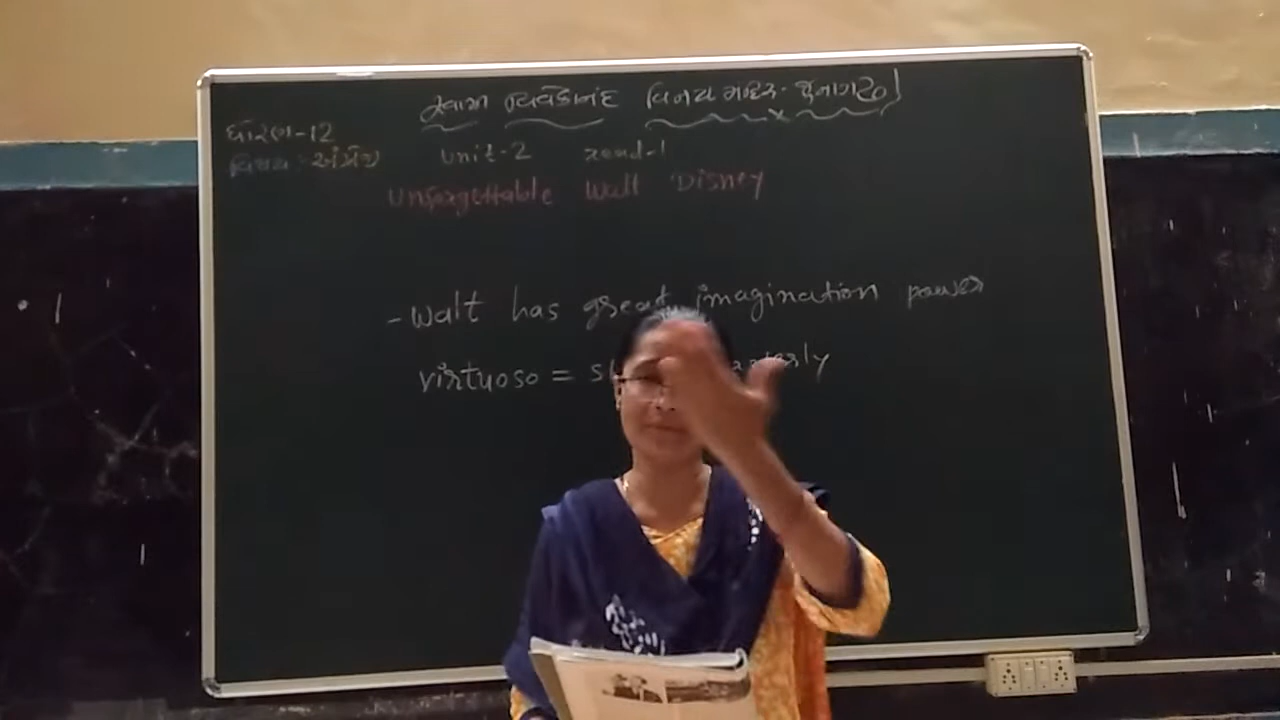 સ્વામી વિવેકાનંદ વિનય મંદિર જુનાગઢ
ધોરણ-12
વિષય: અંગ્રેજી
unit-2 read-1
Unforgettable Walt Disney
- Walt has great imagination power
virtuoso =